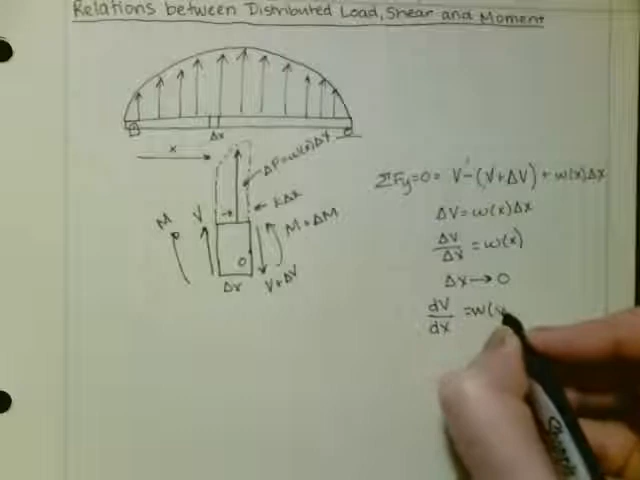 Relations between Distributed Load, Shear and Moment
Δx
x
ΔP=w(x)Δx
kΔx
M V M+ΔM
O
Δx V+ΔV
ΣFy=0= V-(V+ΔV)+w(x)Δx
ΔV=w(x)Δx
ΔV/Δx =w(x)
Δx→0
dV/dx =w(x
Sharpie